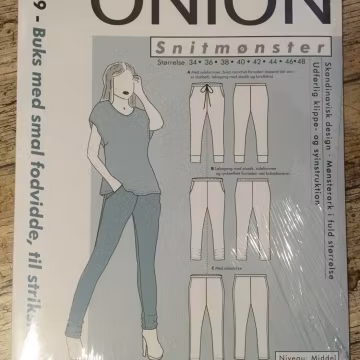 ONION
Snitmønster
Størrelse 34 • 36 • 38 • 40 • 42 • 44 • 46 • 48
9 - Buks med smal fodvidde, til striks
Skandinavisk design - Mønsterark i fuld størrelse
Udførlig klippe- og syinstruktion
Niveau: Middel